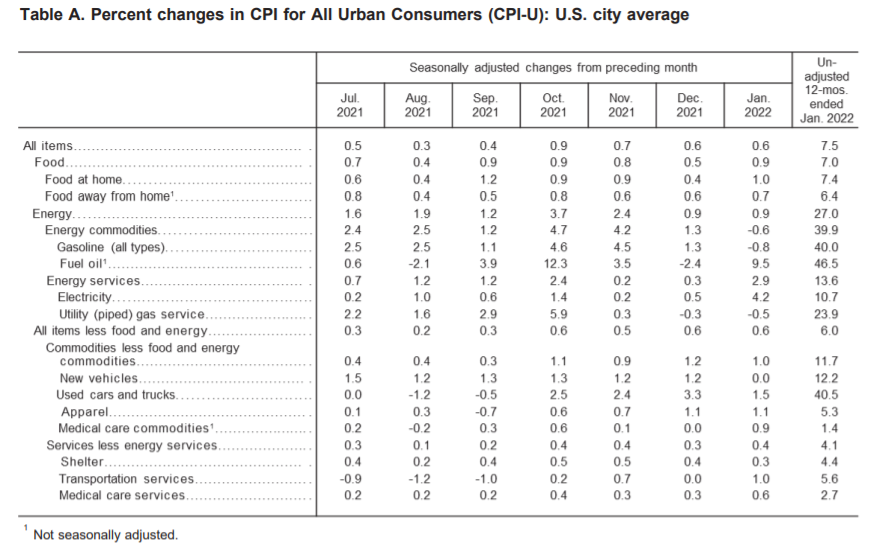 Table A. Percent changes in CPI for All Urban Consumers (CPI-U): U.S. city average
Seasonally adjusted changes from preceding month
Un-
adjusted
12-mos.
ended
Jan. 2022
Jul. 2021 Aug. 2021 Sep. 2021 Oct. 2021 Nov. 2021 Dec. 2021 Jan. 2022
All items 0.5 0.3 0.4 0.9 0.7 0.6 0.6 7.5
Food 0.7 0.4 0.9 0.9 0.8 0.5 0.9 7.0
Food at home 0.6 0.4 1.2 0.9 0.9 0.4 1.0 7.4
Food away from home¹ 0.8 0.4 0.5 0.8 0.6 0.6 0.7 6.4
Energy 1.6 1.9 1.2 3.7 2.4 0.9 0.9 27.0
Energy commodities 2.4 2.5 1.2 4.7 4.2 1.3 -0.6 39.9
Gasoline (all types) 2.5 2.5 1.1 4.6 4.5 1.3 -0.8 40.0
Fuel oil¹ 0.6 -2.1 3.9 12.3 3.5 -2.4 9.5 46.5
Energy services 0.7 1.2 1.2 2.4 0.2 0.3 2.9 13.6
Electricity 0.2 1.0 0.6 1.4 0.2 0.5 4.2 10.7
Utility (piped) gas service 2.2 1.6 2.9 5.9 0.3 -0.3 -0.5 23.9
All items less food and energy 0.3 0.2 0.3 0.6 0.5 0.6 0.6 6.0
Commodities less food and energy
commodities 0.4 0.4 0.3 1.1 0.9 1.2 1.0 11.7
New vehicles 1.5 1.2 1.3 1.3 1.2 1.2 0.0 12.2
Used cars and trucks 0.0 -1.2 -0.5 2.5 2.4 3.3 1.5 40.5
Apparel 0.1 0.3 -0.7 0.6 0.7 1.1 1.1 5.3
Medical care commodities¹ 0.2 -0.2 0.3 0.6 0.1 0.0 0.9 1.4
Services less energy services 0.3 0.1 0.2 0.4 0.4 0.3 0.4 4.1
Shelter 0.4 0.2 0.4 0.5 0.5 0.4 0.3 4.4
Transportation services -0.9 -1.2 -1.0 0.2 0.7 0.0 1.0 5.6
Medical care services 0.2 0.2 0.2 0.4 0.3 0.3 0.6 2.7
¹ Not seasonally adjusted.